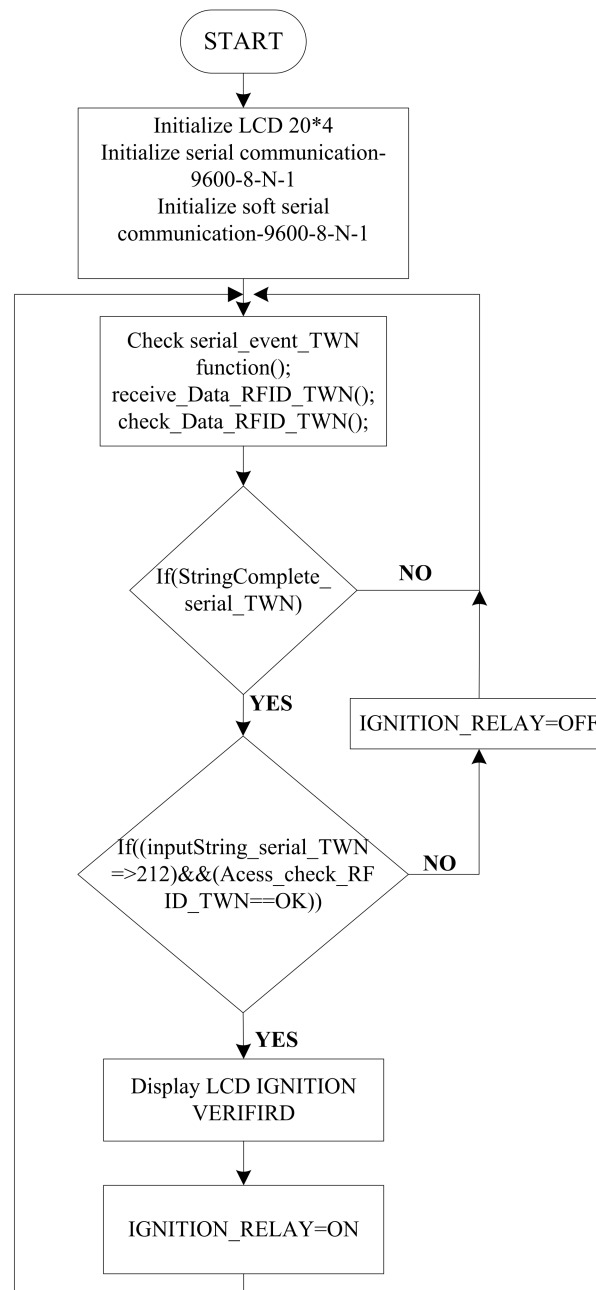 START
Initialize LCD 20*4
Initialize serial communication-
9600-8-N-1
Initialize soft serial
communication-9600-8-N-1
Check serial_event_TWN
function();
receive_Data_RFID_TWN();
check_Data_RFID_TWN();
If(StringComplete_
serial_TWN)
NO
YES
IGNITION_RELAY=OFF
If((inputString_serial_TWN
=>212)&&(Acess_check_RF
ID_TWN==OK))
NO
YES
Display LCD IGNITION
VERIFIRD
IGNITION_RELAY=ON